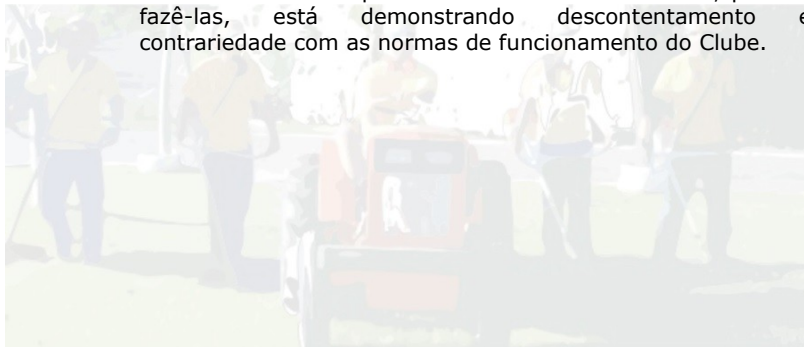 fazê-las, está demonstrando descontentamento e
contrariedade com as normas de funcionamento do Clube.